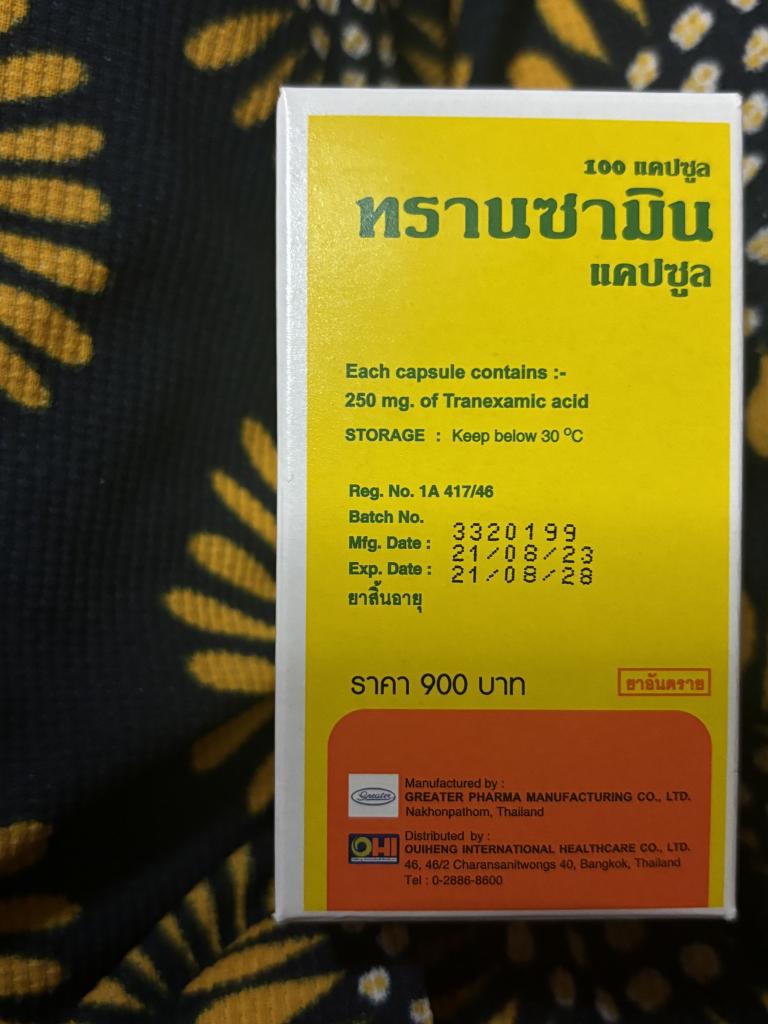 100 แคปซูล
ทรานซามิน
แคปซูล
Each capsule contains :-
250 mg. of Tranexamic acid
STORAGE : Keep below 30 °C
Reg. No. 1A 417/46
Batch No. 3320199
Mfg. Date : 21/08/23
Exp. Date : 21/08/28
ยาสิ้นอายุ
ราคา 900 บาท
ยาอันตราย
Greater
Manufactured by :
GREATER PHARMA MANUFACTURING CO., LTD.
Nakhonpathom, Thailand
OHI
Distributed by :
OUIHENG INTERNATIONAL HEALTHCARE CO., LTD.
46, 46/2 Charansanitwongs 40, Bangkok, Thailand
Tel : 0-2886-8600